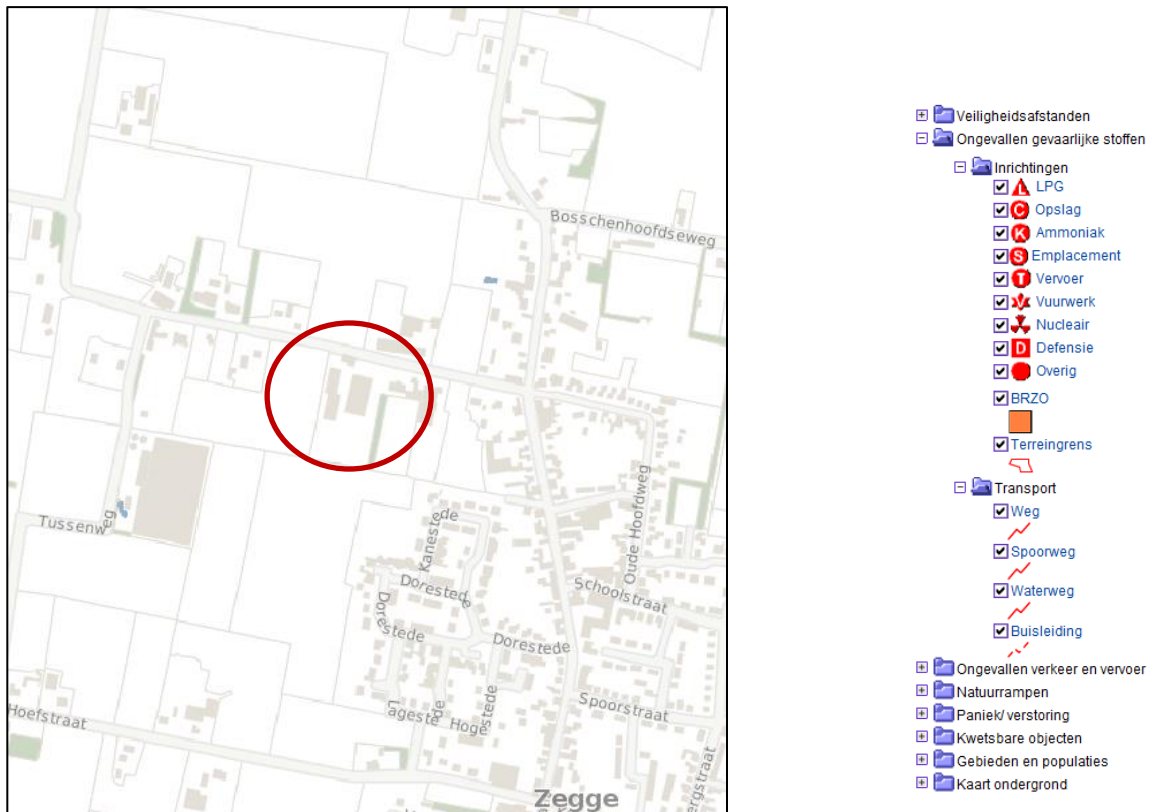 Bosschenhoofdseweg
Tussenweg
Kanestede
Oude Hoofdweg
Dorestede
Schoolstraat
Dorestede
Dorestede
Lagestede
Hogestede
Spoorstraat
Hoefstraat
Zegge
Veiligheidsafstanden
Ongevallen gevaarlijke stoffen
Inrichtingen
L LPG
C Opslag
K Ammoniak
S Emplacement
T Vervoer
Vuurwerk
Nucleair
D Defensie
Overig
BRZO
Terreingrens
Transport
Weg
Spoorweg
Waterweg
Buisleiding
Ongevallen verkeer en vervoer
Natuurrampen
Paniek/verstoring
Kwetsbare objecten
Gebieden en populaties
Kaart ondergrond